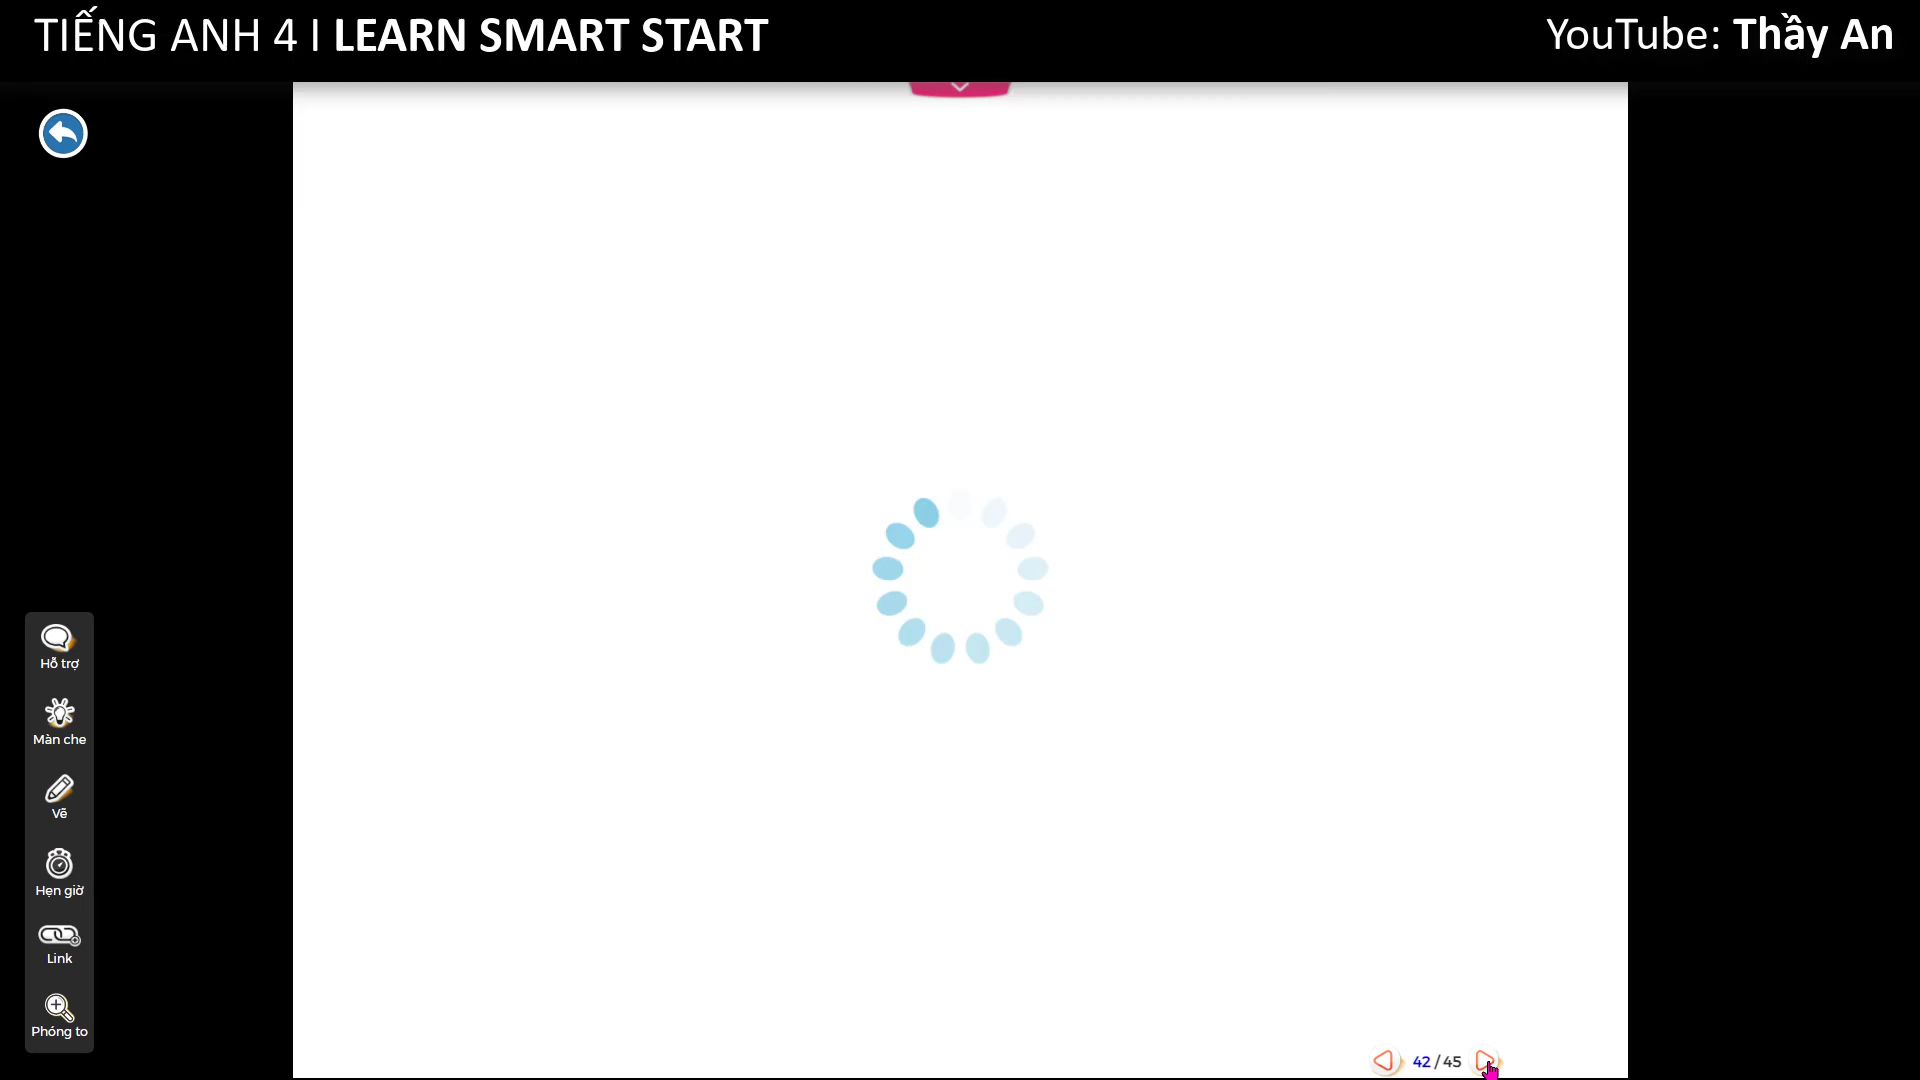 TIẾNG ANH 4 I LEARN SMART START
YouTube: Thầy An
Hỗ trợ
Màn che
Vẽ
Hẹn giờ
Link
Phóng to
42 / 45